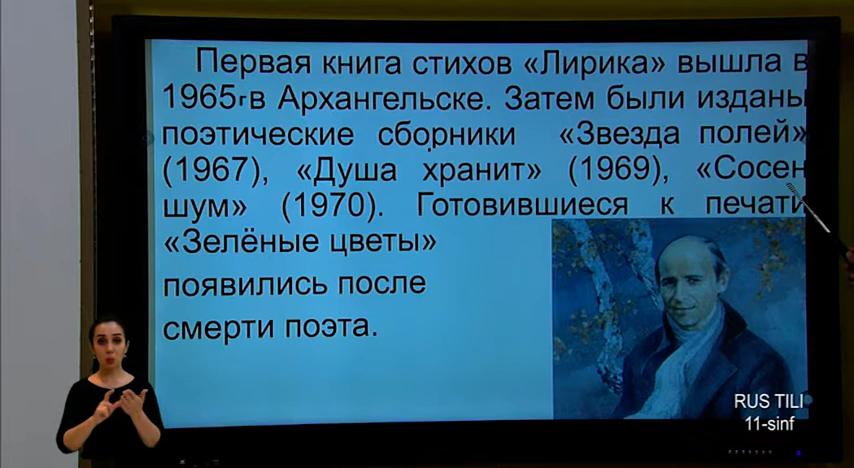 Первая книга стихов «Лирика» вышла в
1965г в Архангельске. Затем были изданы
поэтические сборники «Звезда полей»
(1967), «Душа хранит» (1969), «Сосен
шум» (1970). Готовившиеся к печати
«Зелёные цветы»
появились после
смерти поэта.
RUS TILI
11-sinf